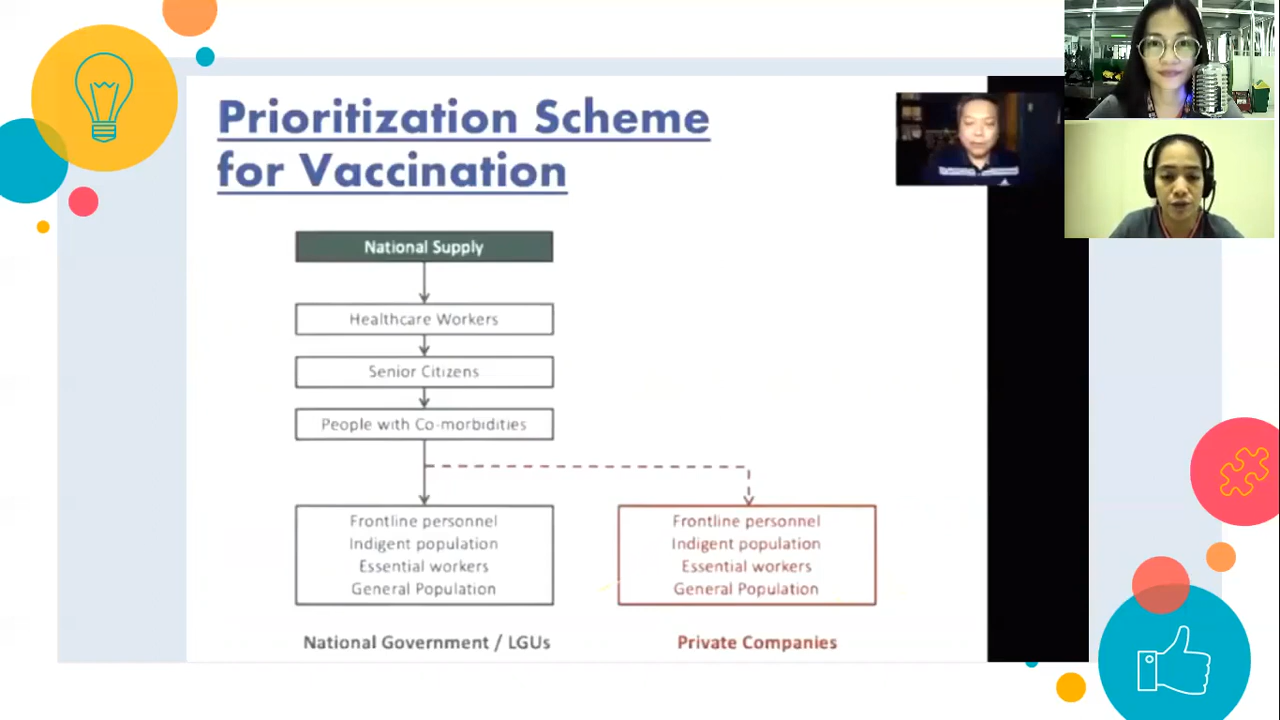 Prioritization Scheme
for Vaccination
National Supply
Healthcare Workers
Senior Citizens
People with Co-morbidities
Frontline personnel
Indigent population
Essential workers
General Population
National Government / LGUs
Frontline personnel
Indigent population
Essential workers
General Population
Private Companies